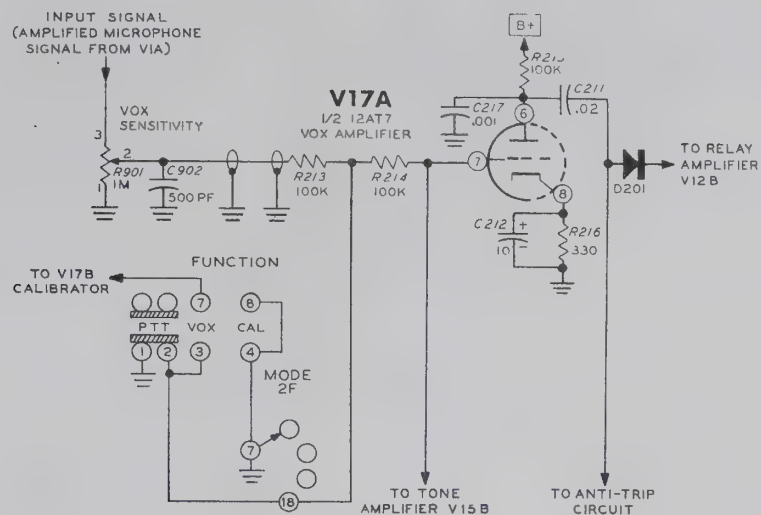 INPUT SIGNAL
(AMPLIFIED MICROPHONE
SIGNAL FROM V1A)
VOX
SENSITIVITY
3
2
1
R901
1M
C902
500 PF
R213
100K
V17A
1/2 12AT7
VOX AMPLIFIER
R214
100K
B+
100K
C217
.001
C211
.02
6
7
8
C212
+
-
10
R216
330
D201
TO RELAY
AMPLIFIER
V12B
FUNCTION
TO V17B
CALIBRATOR
7
8
PTT
VOX
CAL
1
2
3
4
MODE
2F
7
18
TO TONE
AMPLIFIER V15B
TO ANTI-TRIP
CIRCUIT